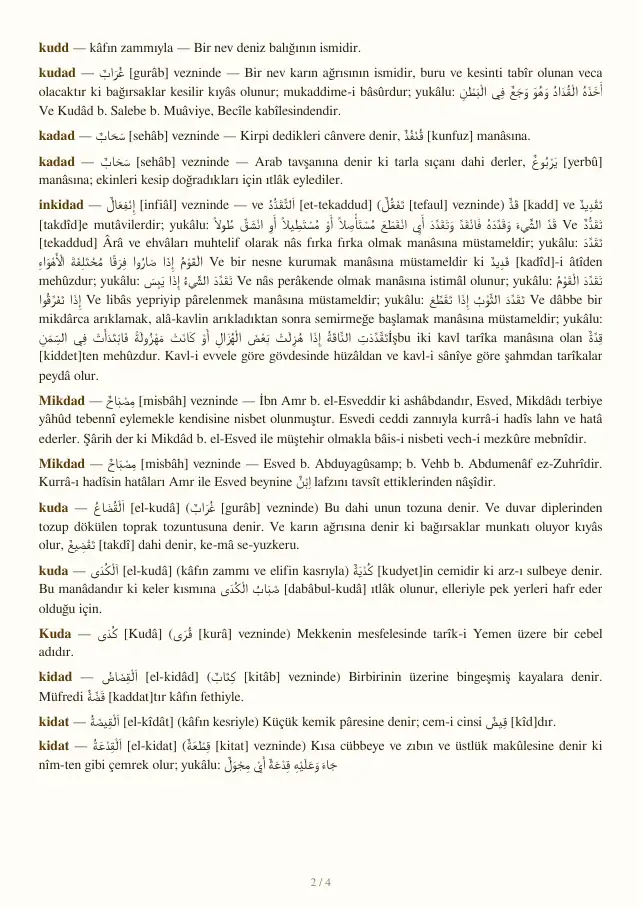 kudd — kâfın zammıyla — Bir nev deniz balığının ismidir.
kudad — غُرَابٌ [gurâb] vezninde — Bir nev karın ağrısının ismidir, buru ve kesinti tabîr olunan veca
olacaktır ki bağırsaklar kesilir kıyâs olunur; mukaddime-i bâsûrdur; yukâlu: أَخَذَهُ الْقُدَادُ وَهُوَ وَجَعٌ فِي الْبَطْنِ
Ve Kudâd b. Salebe b. Muâviye, Becîle kabîlesindendir.
kadad — سَحَابٌ [sehâb] vezninde — Kirpi dedikleri cânvere denir, قُنْفُذٌ [kunfuz] manâsına.
kadad — سَحَابٌ [sehâb] vezninde — Arab tavşanına denir ki tarla sıçanı dahi derler, يَرْبُوعٌ [yerbû]
manâsına; ekinleri kesip doğradıkları için ıtlâk eylediler.
inkidad — إِنْفِعَالٌ [infiâl] vezninde — ve اَلتَّقَدُّدُ [et-tekaddud] (تَفَعُّلٌ [tefaul] vezninde) قَدٌّ [kadd] ve تَقْدِيدٌ
[takdîd]e mutâvilerdir; yukâlu: قَدَّ الشَّيْءَ وَقَدَّدَهُ فَانْقَدَّ وَتَقَدَّدَ أَيِ انْقَطَعَ مُسْتَأْصِلاً أَوْ مُسْتَطِيلاً أَوِ انْشَقَّ طُولاً Ve تَقَدُّدٌ
[tekaddud] Ârâ ve ehvâları muhtelif olarak nâs fırka fırka olmak manâsına müstameldir; yukâlu: تَقَدَّدَ
الْقَوْمُ إِذَا صَارُوا فِرَقًا مُخْتَلِفَةَ الْأَهْوَاءِ Ve bir nesne kurumak manâsına müstameldir ki قَدِيدٌ [kadîd]-i âtîden
mehûzdur; yukâlu: تَقَدَّدَ الشَّيْءُ إِذَا يَبِسَ Ve nâs perâkende olmak manâsına istimâl olunur; yukâlu: تَقَدَّدَ الْقَوْمُ
إِذَا تَفَرَّقُوا Ve libâs yepriyip pârelenmek manâsına müstameldir; yukâlu: تَقَدَّدَ الثَّوْبُ إِذَا تَقَطَّعَ Ve dâbbe bir
mikdârca arıklamak, alâ-kavlin arıkladıktan sonra semirmeğe başlamak manâsına müstameldir; yukâlu:
تَقَدَّدَتِ النَّاقَةُ إِذَا هُزِلَتْ بَعْضَ الْهُزَالِ أَوْ كَانَتْ مَهْزُولَةً فَابْتَدَأَتْ فِي السِّمَنِ İşbu iki kavl tarîka manâsına olan قِدَّةٌ
[kiddet]ten mehûzdur. Kavl-i evvele göre gövdesinde hüzâldan ve kavl-i sânîye göre şahmdan tarîkalar
peydâ olur.
Mikdad — مِصْبَاحٌ [misbâh] vezninde — İbn Amr b. el-Esveddir ki ashâbdandır, Esved, Mikdâdı terbiye
yâhûd tebennî eylemekle kendisine nisbet olunmuştur. Esvedi ceddi zannıyla kurrâ-i hadîs lahn ve hatâ
ederler. Şârih der ki Mikdâd b. el-Esved ile müştehir olmakla bâis-i nisbeti vech-i mezkûre mebnîdir.
Mikdad — مِصْبَاحٌ [misbâh] vezninde — Esved b. Abduyagûsamp; b. Vehb b. Abdumenâf ez-Zuhrîdir.
Kurrâ-ı hadîsin hatâları Amr ile Esved beynine اِبْنٌ lafzını tavsît ettiklerinden nâşîdir.
kuda — اَلْقُضَاعُ [el-kudâ] (غُرَابٌ [gurâb] vezninde) Bu dahi unun tozuna denir. Ve duvar diplerinden
tozup dökülen toprak tozuntusuna denir. Ve karın ağrısına denir ki bağırsaklar munkatı oluyor kıyâs
olur, تَقْضِيعٌ [takdî] dahi denir, ke-mâ se-yuzkeru.
kuda — اَلْكُدَى [el-kudâ] (kâfın zammı ve elifin kasrıyla) كُدْيَةٌ [kudyet]in cemidir ki arz-ı sulbeye denir.
Bu manâdandır ki keler kısmına ضَبَابُ الْكُدَى [dabâbul-kudâ] ıtlâk olunur, elleriyle pek yerleri hafr eder
olduğu için.
Kuda — كُدَى [Kudâ] (قُرَى [kurâ] vezninde) Mekkenin mesfelesinde tarîk-i Yemen üzere bir cebel
adıdır.
kidad — اَلْقِضَاضُ [el-kidâd] (كِتَابٌ [kitâb] vezninde) Birbirinin üzerine bingeşmiş kayalara denir.
Müfredi قَضَّةٌ [kaddat]tır kâfın fethiyle.
kidat — اَلْقِيضَةُ [el-kîdât] (kâfın kesriyle) Küçük kemik pâresine denir; cem-i cinsi قِيضٌ [kîd]dır.
kidat — اَلْقِدْعَةُ [el-kidat] (قِطْعَةٌ [kitat] vezninde) Kısa cübbeye ve zıbın ve üstlük makûlesine denir ki
nîm-ten gibi çemrek olur; yukâlu: جَاءَ وَعَلَيْهِ قِدْعَةٌ أَيْ مِجْوَلٌ
2 / 4